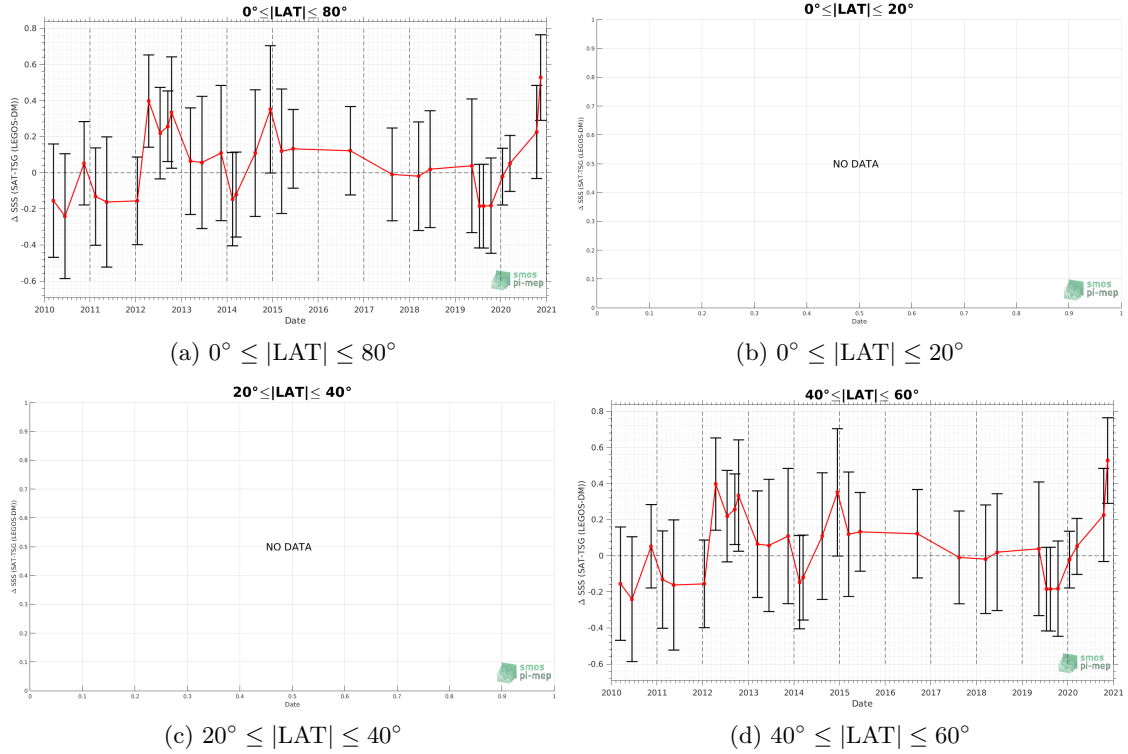 0°≤|LAT|≤ 80°
Δ SSS (SAT-TSG (LEGOS-DM))
0.8
0.6
0.4
0.2
0
-0.2
-0.4
-0.6
2010 2011 2012 2013 2014 2015 2016 2017 2018 2019 2020 2021
Date
smos
pi-mep
(a) 0° ≤ |LAT| ≤ 80°
0°≤|LAT|≤ 20°
Δ SSS (SAT-TSG (LEGOS-DM))
1
0.9
0.8
0.7
0.6
0.5
0.4
0.3
0.2
0.1
0
NO DATA
0 0.1 0.2 0.3 0.4 0.5 0.6 0.7 0.8 0.9 1
Date
smos
pi-mep
(b) 0° ≤ |LAT| ≤ 20°
20°≤|LAT|≤ 40°
Δ SSS (SAT-TSG (LEGOS-DM))
1
0.9
0.8
0.7
0.6
0.5
0.4
0.3
0.2
0.1
0
NO DATA
0 0.1 0.2 0.3 0.4 0.5 0.6 0.7 0.8 0.9 1
Date
smos
pi-mep
(c) 20° ≤ |LAT| ≤ 40°
40°≤|LAT|≤ 60°
Δ SSS (SAT-TSG (LEGOS-DM))
0.8
0.6
0.4
0.2
0
-0.2
-0.4
-0.6
2010 2011 2012 2013 2014 2015 2016 2017 2018 2019 2020 2021
Date
smos
pi-mep
(d) 40° ≤ |LAT| ≤ 60°